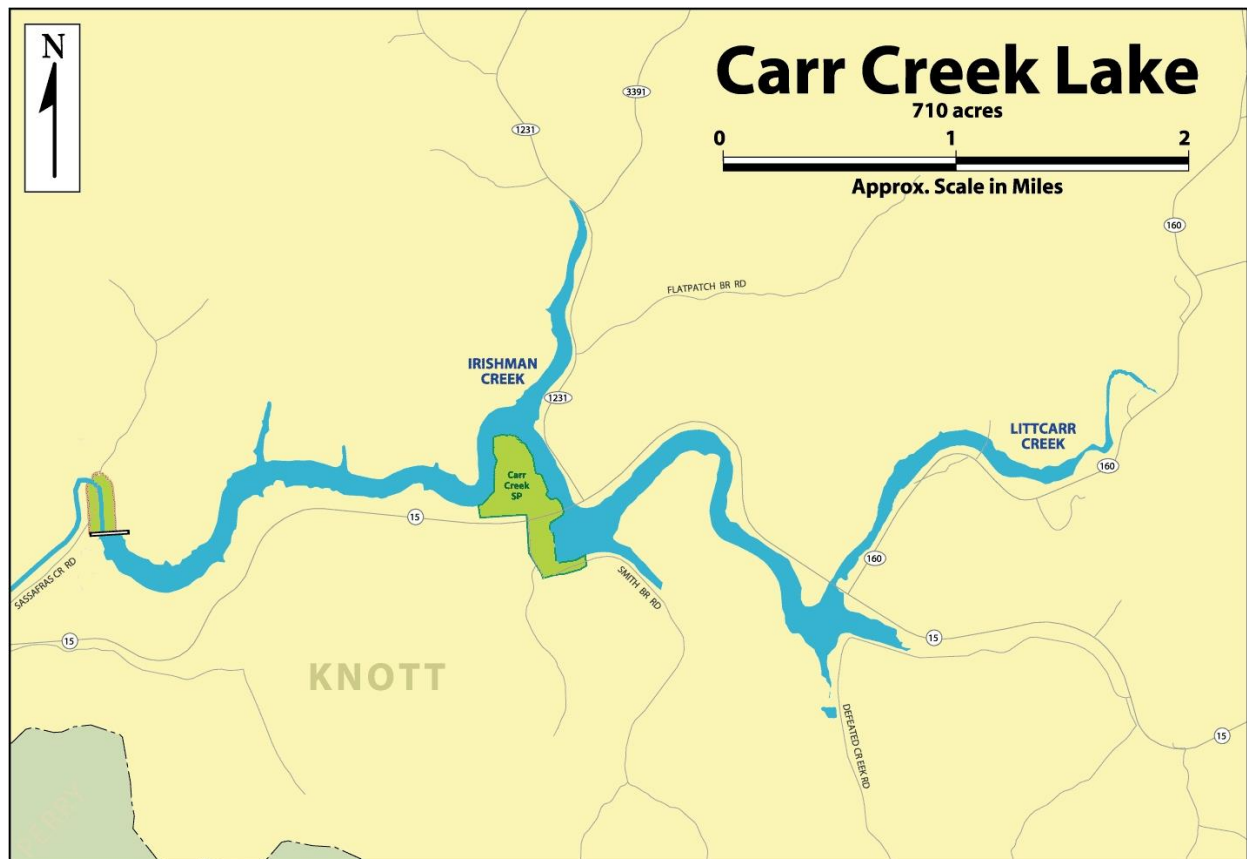 N
Carr Creek Lake
710 acres
0 1 2
Approx. Scale in Miles
3391
1231
160
FLATPATCH BR RD
IRISHMAN
CREEK
1231
LITTCARR
CREEK
160
Carr
Creek
SP
15
160
SASSAFRAS CR RD
SMITH BR RD
15
15
KNOTT
DEFEATED CREEK RD
15
PERRY